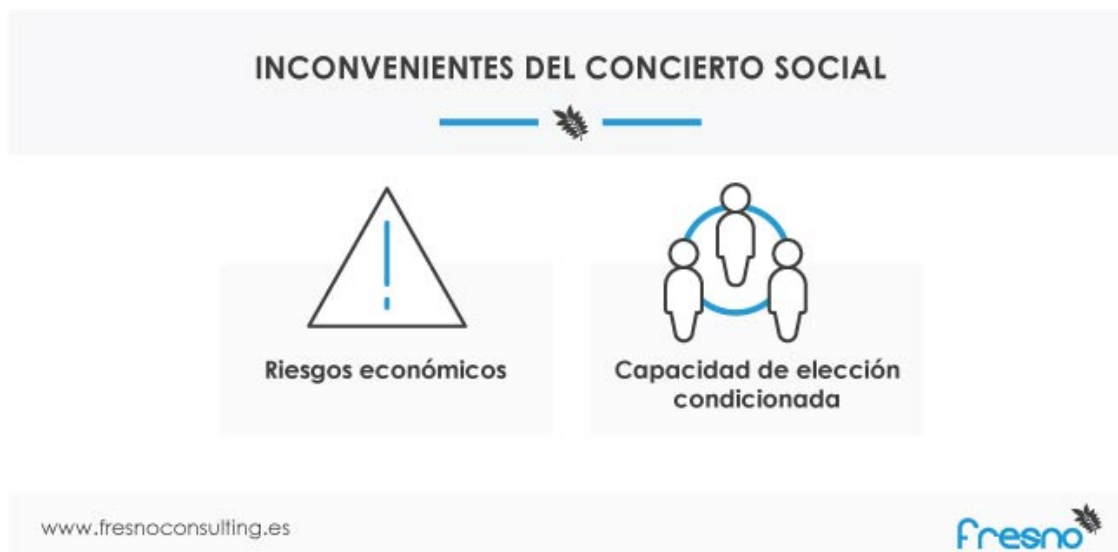 INCONVENIENTES DEL CONCIERTO SOCIAL
Riesgos económicos
Capacidad de elección
condicionada
www.fresnoconsulting.es
fresno